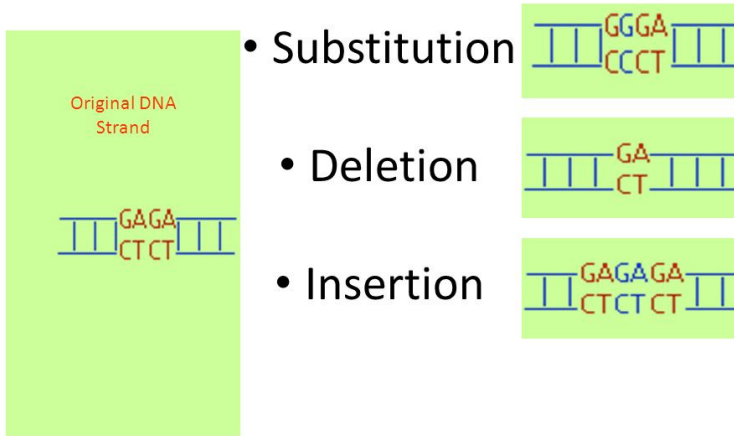 Original DNA
Strand
GAGA
CTCT
• Substitution
GGGA
CCCT
• Deletion
GA
CT
• Insertion
GAGAGA
CTCTCT